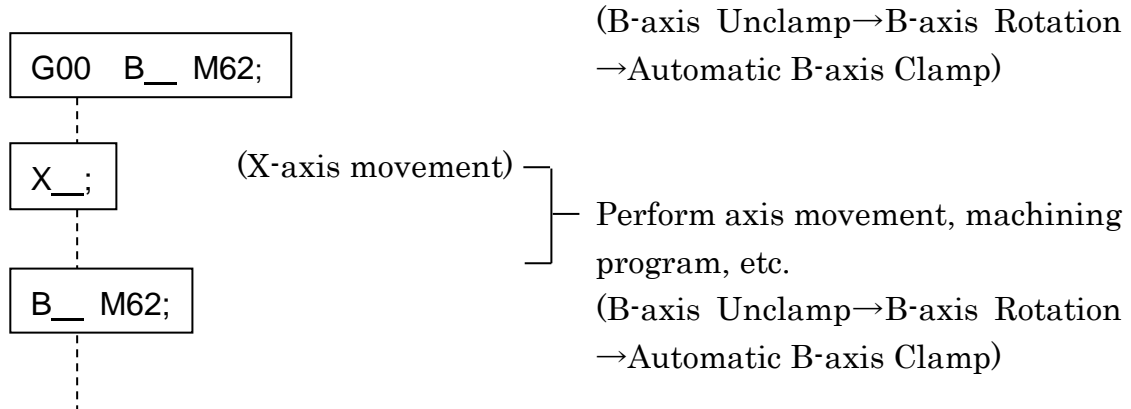 (B-axis Unclamp→B-axis Rotation
→Automatic B-axis Clamp)
G00 B__ M62;
X__;
(X-axis movement)
Perform axis movement, machining
program, etc.
B__ M62;
(B-axis Unclamp→B-axis Rotation
→Automatic B-axis Clamp)